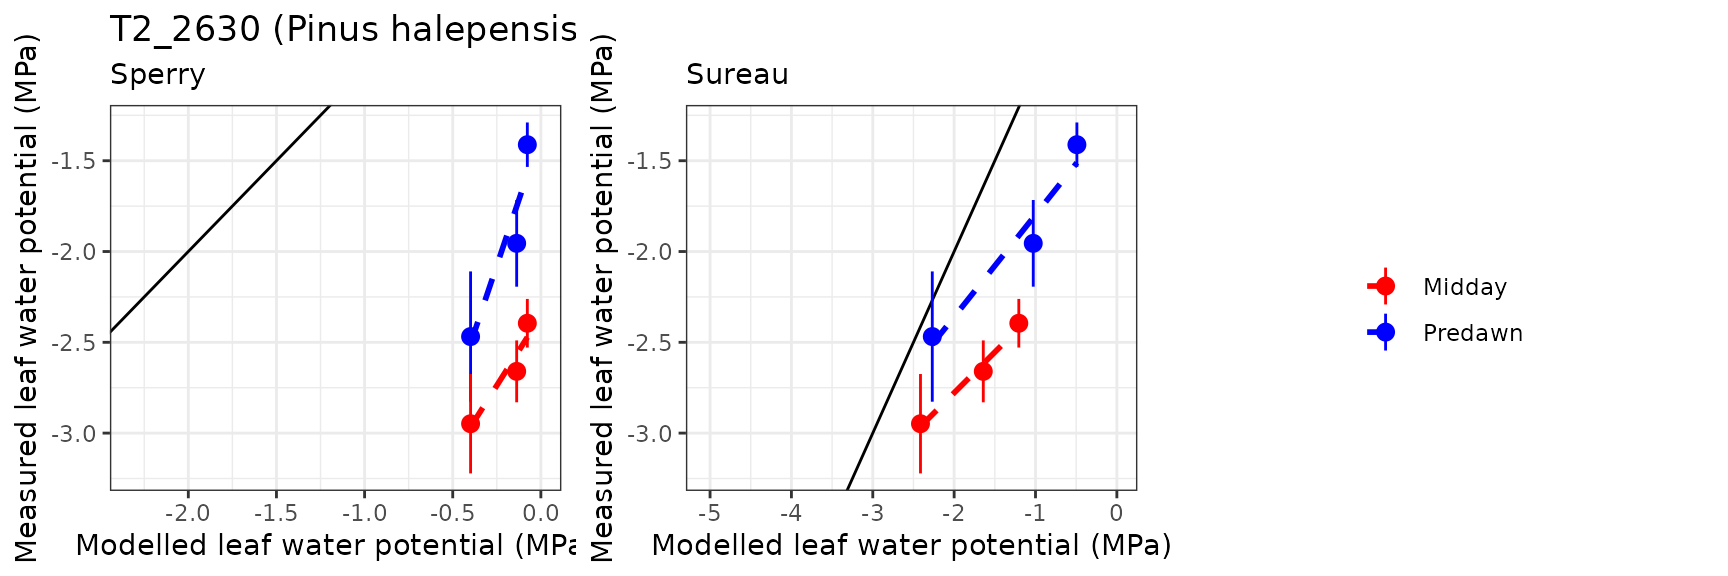 T2_2630 (Pinus halepensis
Sperry
Measured leaf water potential (MPa)
-1.5
-2.0
-2.5
-3.0
-2.0 -1.5 -1.0 -0.5 0.0
Modelled leaf water potential (MPa
Sureau
Measured leaf water potential (MPa)
-1.5
-2.0
-2.5
-3.0
-5 -4 -3 -2 -1 0
Modelled leaf water potential (MPa)
Midday
Predawn